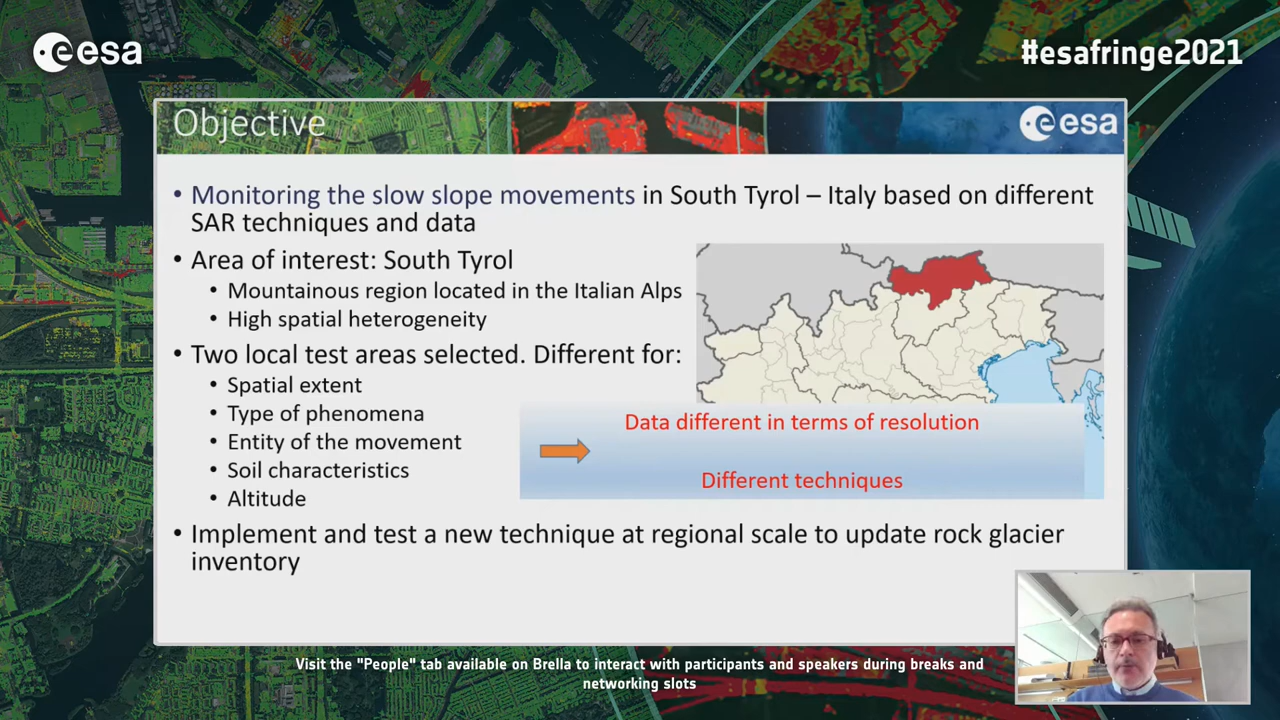 esa
#esafringe2021
Objective
esa
• Monitoring the slow slope movements in South Tyrol – Italy based on different
SAR techniques and data
• Area of interest: South Tyrol
• Mountainous region located in the Italian Alps
• High spatial heterogeneity
• Two local test areas selected. Different for:
• Spatial extent
• Type of phenomena
• Entity of the movement
• Soil characteristics
• Altitude
Data different in terms of resolution
Different techniques
• Implement and test a new technique at regional scale to update rock glacier
inventory
Visit the "People" tab available on Brella to interact with participants and speakers during breaks and
networking slots